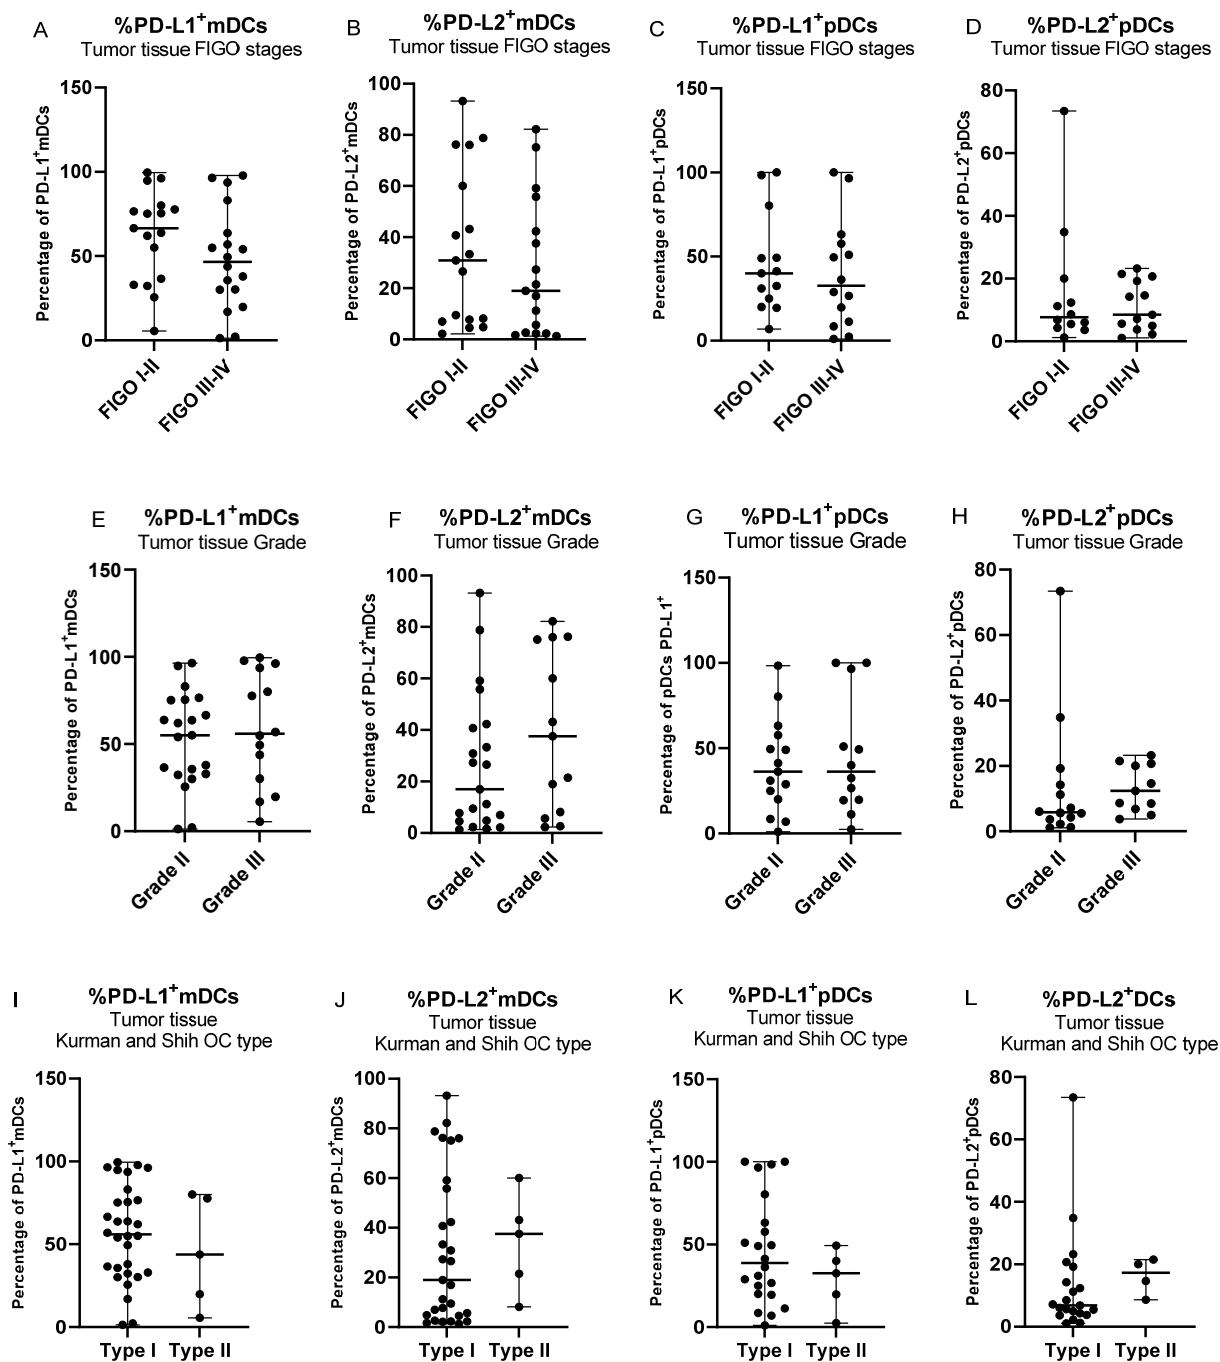 A
%PD-L1⁺mDCs
Tumor tissue FIGO stages
Percentage of PD-L1⁺mDCs
150
100
50
0
FIGO I-II
FIGO III-IV
B
%PD-L2⁺mDCs
Tumor tissue FIGO stages
Percentage of PD-L2⁺mDCs
100
80
60
40
20
0
FIGO I-II
FIGO III-IV
C
%PD-L1⁺pDCs
Tumor tissue FIGO stages
Percentage of PD-L1⁺pDCs
150
100
50
0
FIGO I-II
FIGO III-IV
D
%PD-L2⁺pDCs
Tumor tissue FIGO stages
Percentage of PD-L2⁺pDCs
80
60
40
20
0
FIGO I-II
FIGO III-IV
E
%PD-L1⁺mDCs
Tumor tissue Grade
Percentage of PD-L1⁺mDCs
150
100
50
0
Grade II
Grade III
F
%PD-L2⁺mDCs
Tumor tissue Grade
Percentage of PD-L2⁺mDCs
100
80
60
40
20
0
Grade II
Grade III
G
%PD-L1⁺pDCs
Tumor tissue Grade
Percentage of pDCs PD-L1⁺
150
100
50
0
Grade II
Grade III
H
%PD-L2⁺pDCs
Tumor tissue Grade
Percentage of PD-L2⁺pDCs
80
60
40
20
0
Grade II
Grade III
I
%PD-L1⁺mDCs
Tumor tissue
Kurman and Shih OC type
Percentage of PD-L1⁺mDCs
150
100
50
0
Type I
Type II
J
%PD-L2⁺mDCs
Tumor tissue
Kurman and Shih OC type
Percentage of PD-L2⁺mDCs
100
80
60
40
20
0
Type I
Type II
K
%PD-L1⁺pDCs
Tumor tissue
Kurman and Shih OC type
Percentage of PD-L1⁺pDCs
150
100
50
0
Type I
Type II
L
%PD-L2⁺DCs
Tumor tissue
Kurman and Shih OC type
Percentage of PD-L2⁺pDCs
80
60
40
20
0
Type I
Type II